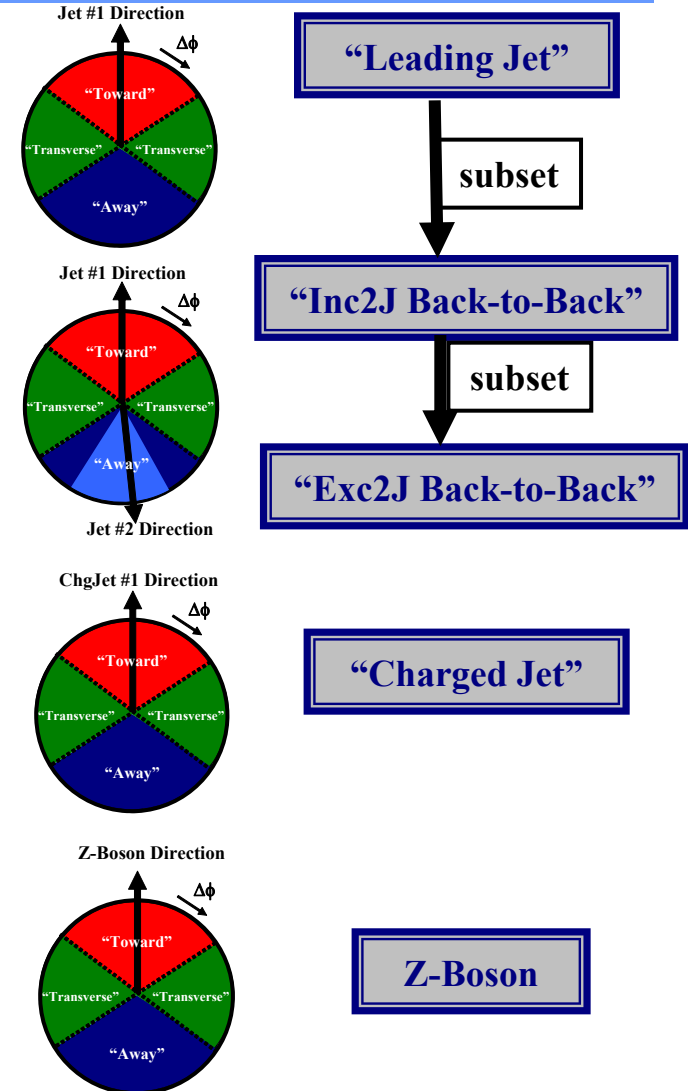 Jet #1 Direction
Δϕ
“Toward”
“Transverse” “Transverse”
“Away”
“Leading Jet”
subset
Jet #1 Direction
Δϕ
“Toward”
“Transverse” “Transverse”
“Away”
Jet #2 Direction
“Inc2J Back-to-Back”
subset
“Exc2J Back-to-Back”
ChgJet #1 Direction
Δϕ
“Toward”
“Transverse” “Transverse”
“Away”
“Charged Jet”
Z-Boson Direction
Δϕ
“Toward”
“Transverse” “Transverse”
“Away”
Z-Boson